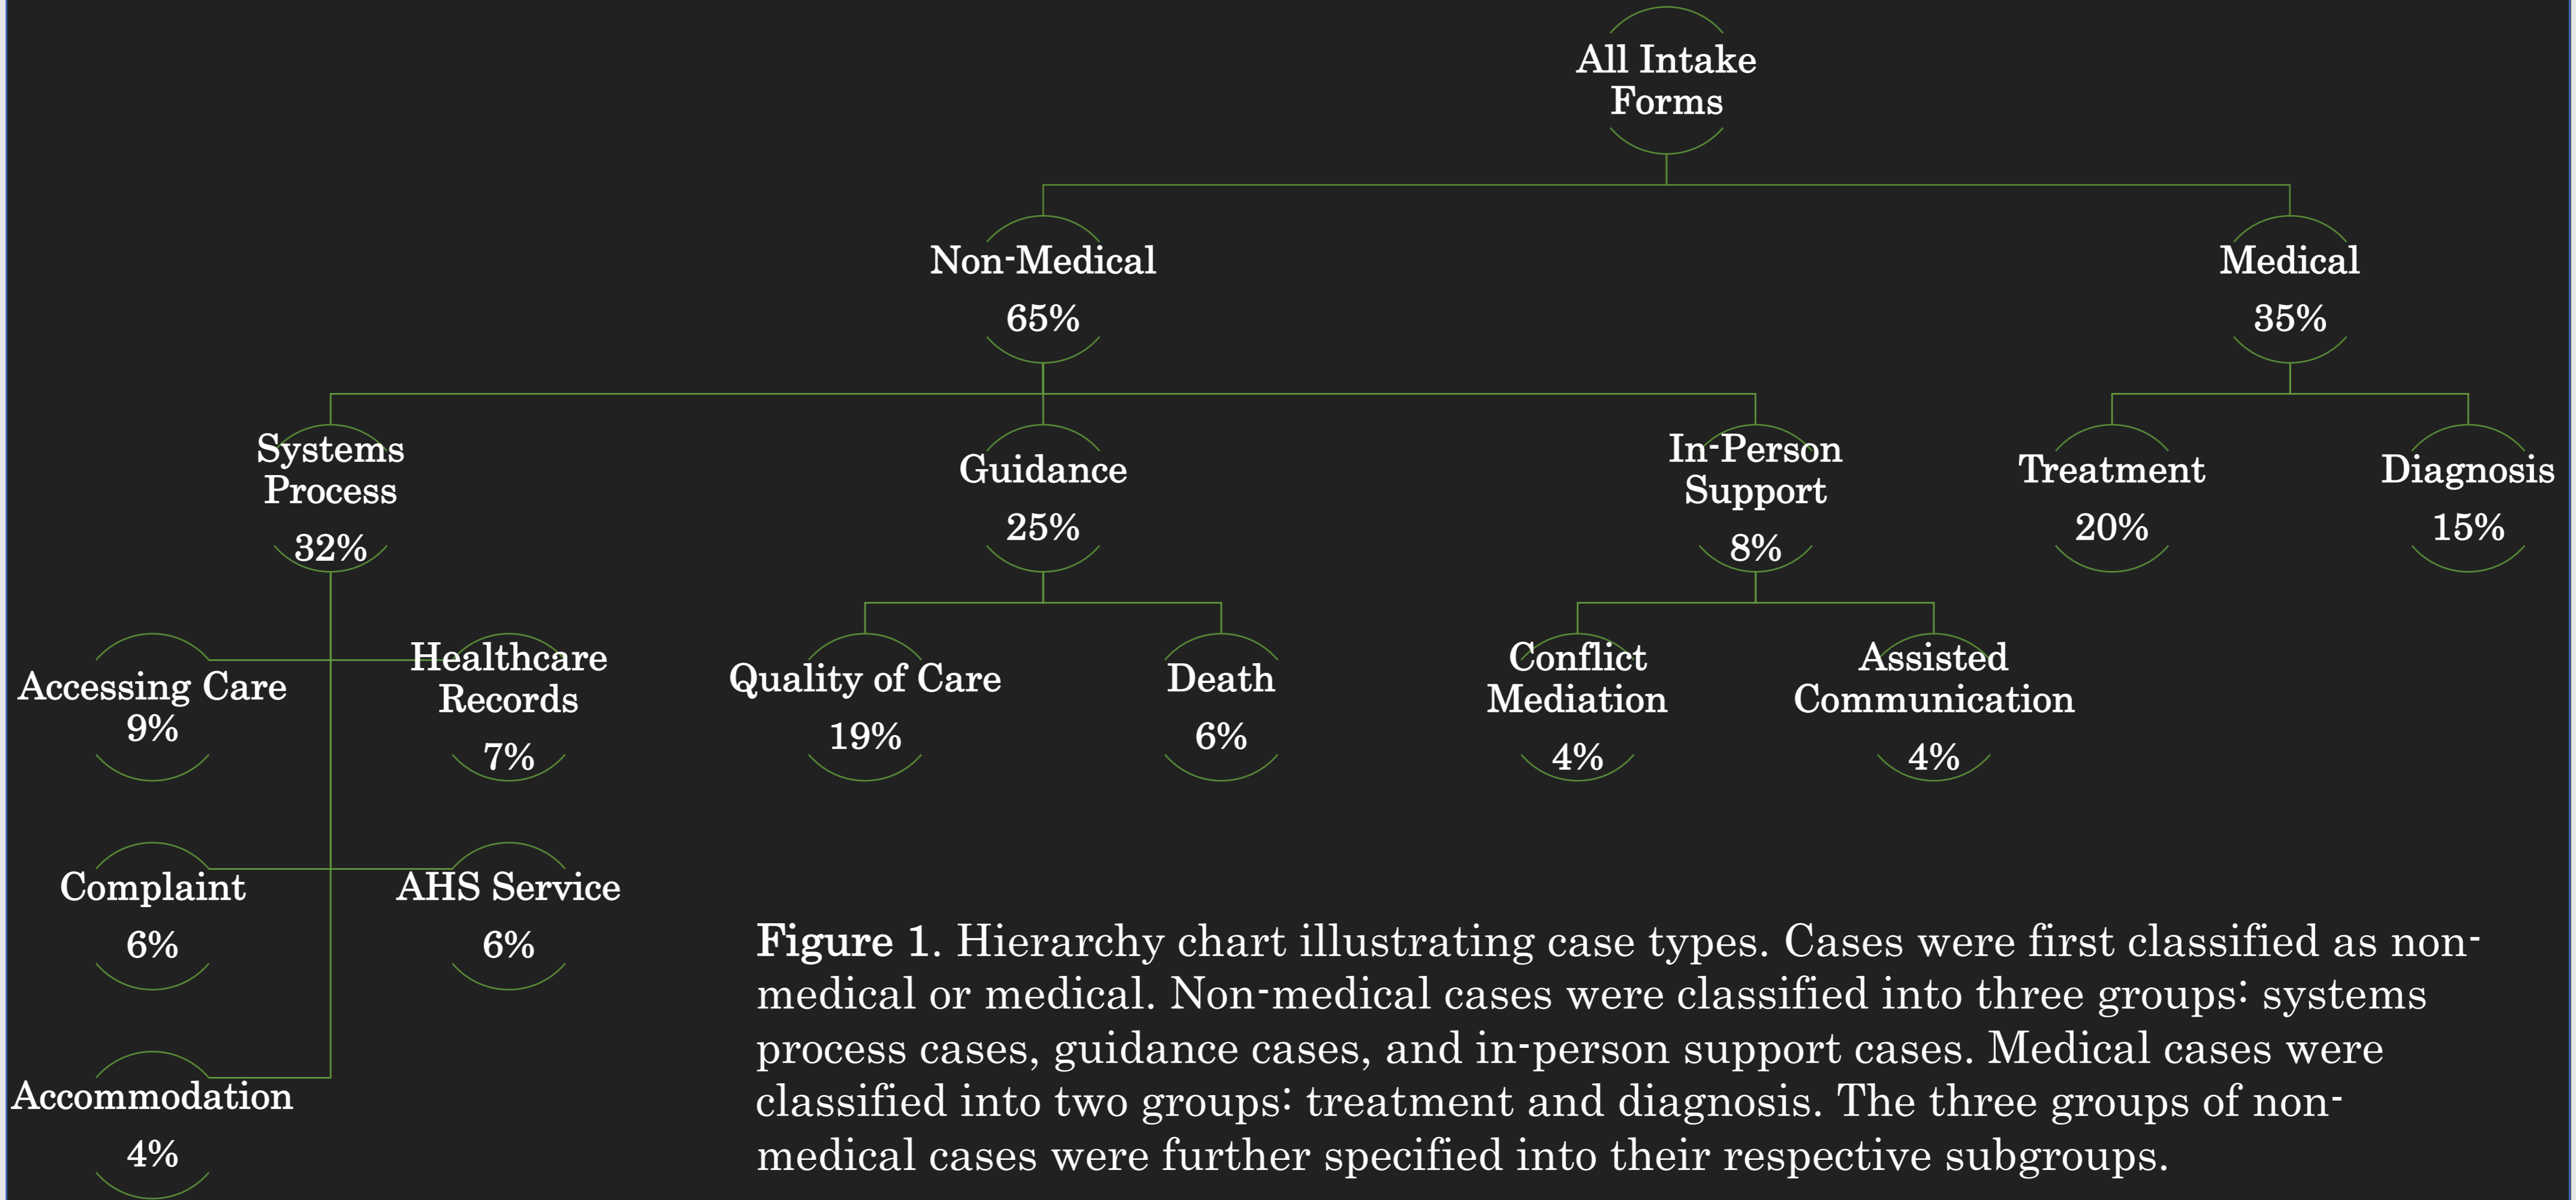 All Intake
Forms
Non-Medical
65%
Medical
35%
Systems
Process
32%
Guidance
25%
In-Person
Support
8%
Treatment
20%
Diagnosis
15%
Accessing Care
9%
Healthcare
Records
7%
Quality of Care
19%
Death
6%
Conflict
Mediation
4%
Assisted
Communication
4%
Complaint
6%
AHS Service
6%
Accommodation
4%
Figure 1. Hierarchy chart illustrating case types. Cases were first classified as non-
medical or medical. Non-medical cases were classified into three groups: systems
process cases, guidance cases, and in-person support cases. Medical cases were
classified into two groups: treatment and diagnosis. The three groups of non-
medical cases were further specified into their respective subgroups.